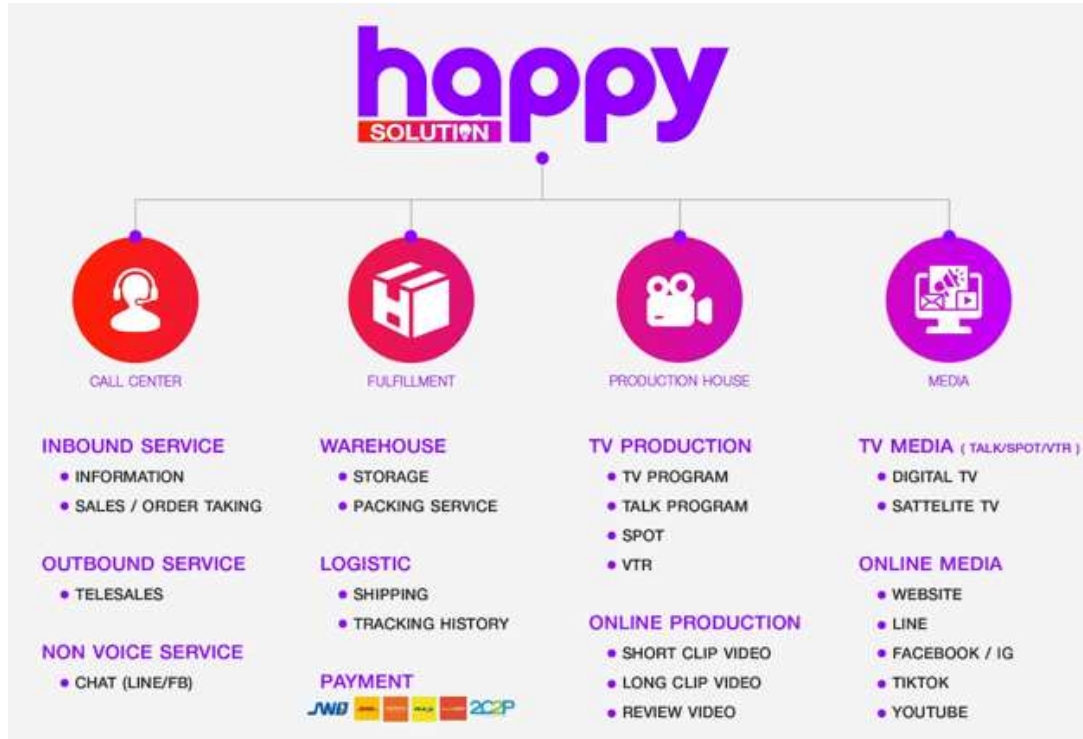 happy
SOLUTION
CALL CENTER
INBOUND SERVICE
INFORMATION
SALES / ORDER TAKING
OUTBOUND SERVICE
TELESALES
NON VOICE SERVICE
CHAT (LINE/FB)
FULFILLMENT
WAREHOUSE
STORAGE
PACKING SERVICE
LOGISTIC
SHIPPING
TRACKING HISTORY
PAYMENT
JWD
2C2P
PRODUCTION HOUSE
TV PRODUCTION
TV PROGRAM
TALK PROGRAM
SPOT
VTR
ONLINE PRODUCTION
SHORT CLIP VIDEO
LONG CLIP VIDEO
REVIEW VIDEO
MEDIA
TV MEDIA ( TALK/SPOT/VTR )
DIGITAL TV
SATTELITE TV
ONLINE MEDIA
WEBSITE
LINE
FACEBOOK / IG
TIKTOK
YOUTUBE